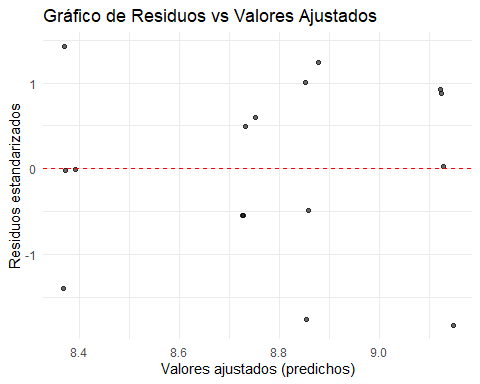 Gráfico de Residuos vs Valores Ajustados
Residuos estandarizados
1
0
-1
8.4
8.6
8.8
9.0
Valores ajustados (predichos)